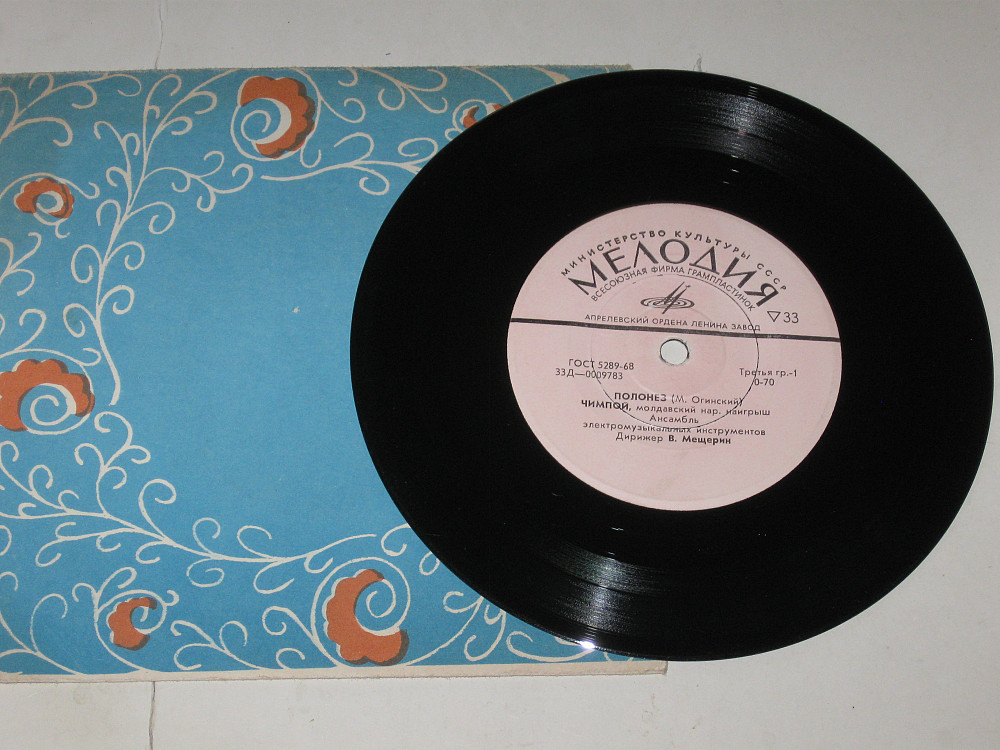 МИНИСТЕРСТВО КУЛЬТУРЫ СССР
МЕЛОДИЯ
ВСЕСОЮЗНАЯ ФИРМА ГРАМПЛАСТИНОК
33
АПРЕЛЕВСКИЙ ОРДЕНА ЛЕНИНА ЗАВОД
ГОСТ 5289-68
33Д—0009783
Третья гр.-1
0-70
ПОЛОНЕЗ (М. Огинский)
ЧИМПОЙ, молдавский нар. наигрыш
Ансамбль
электромузыкальных инструментов
Дирижер В. Мещерин